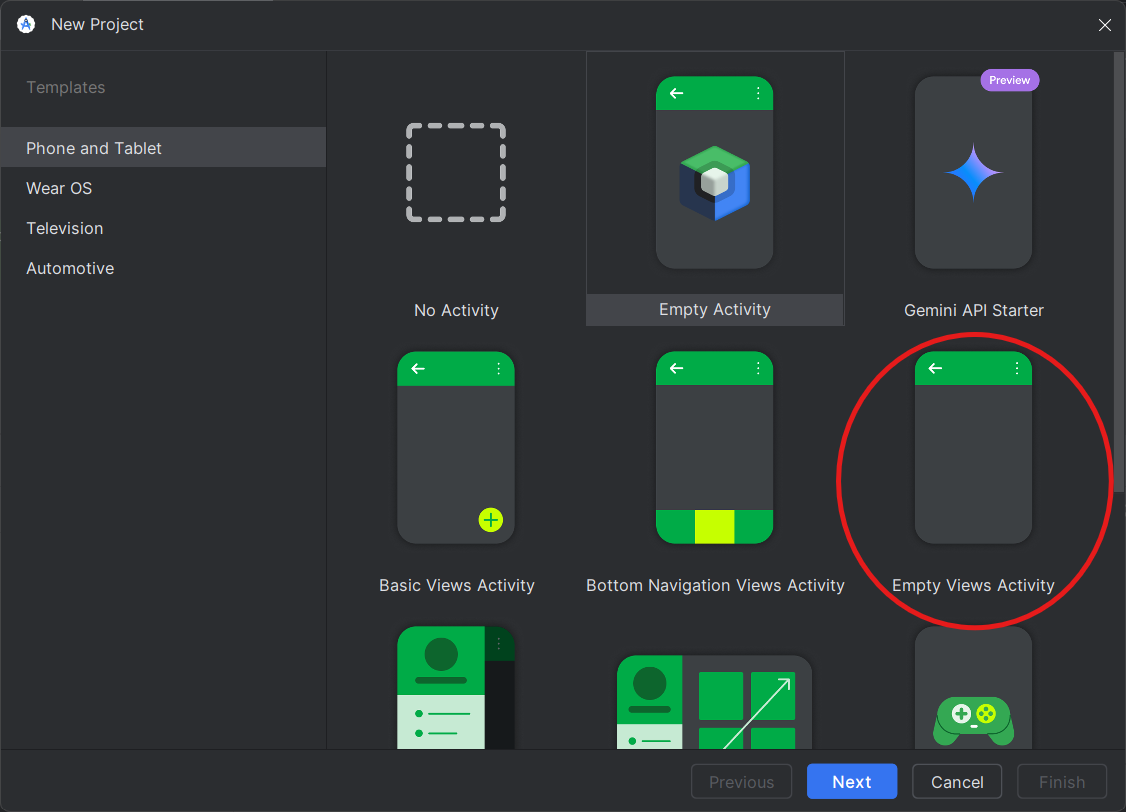 New Project
Templates
Phone and Tablet
Wear OS
Television
Automotive
Preview
No Activity
Empty Activity
Gemini API Starter
Basic Views Activity
Bottom Navigation Views Activity
Empty Views Activity
Previous
Next
Cancel
Finish